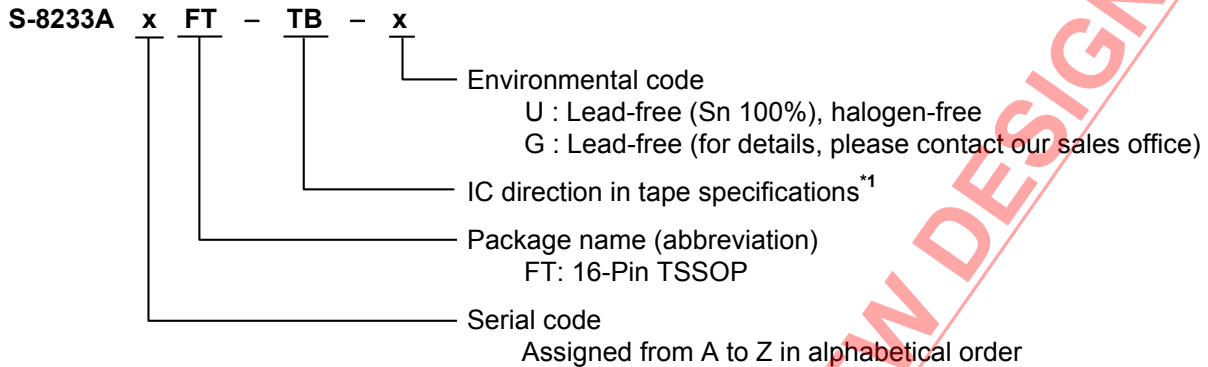 S-8233A x FT – TB – x
Environmental code
U : Lead-free (Sn 100%), halogen-free
G : Lead-free (for details, please contact our sales office)
IC direction in tape specifications*1
Package name (abbreviation)
FT: 16-Pin TSSOP
Serial code
Assigned from A to Z in alphabetical order
DESIGN